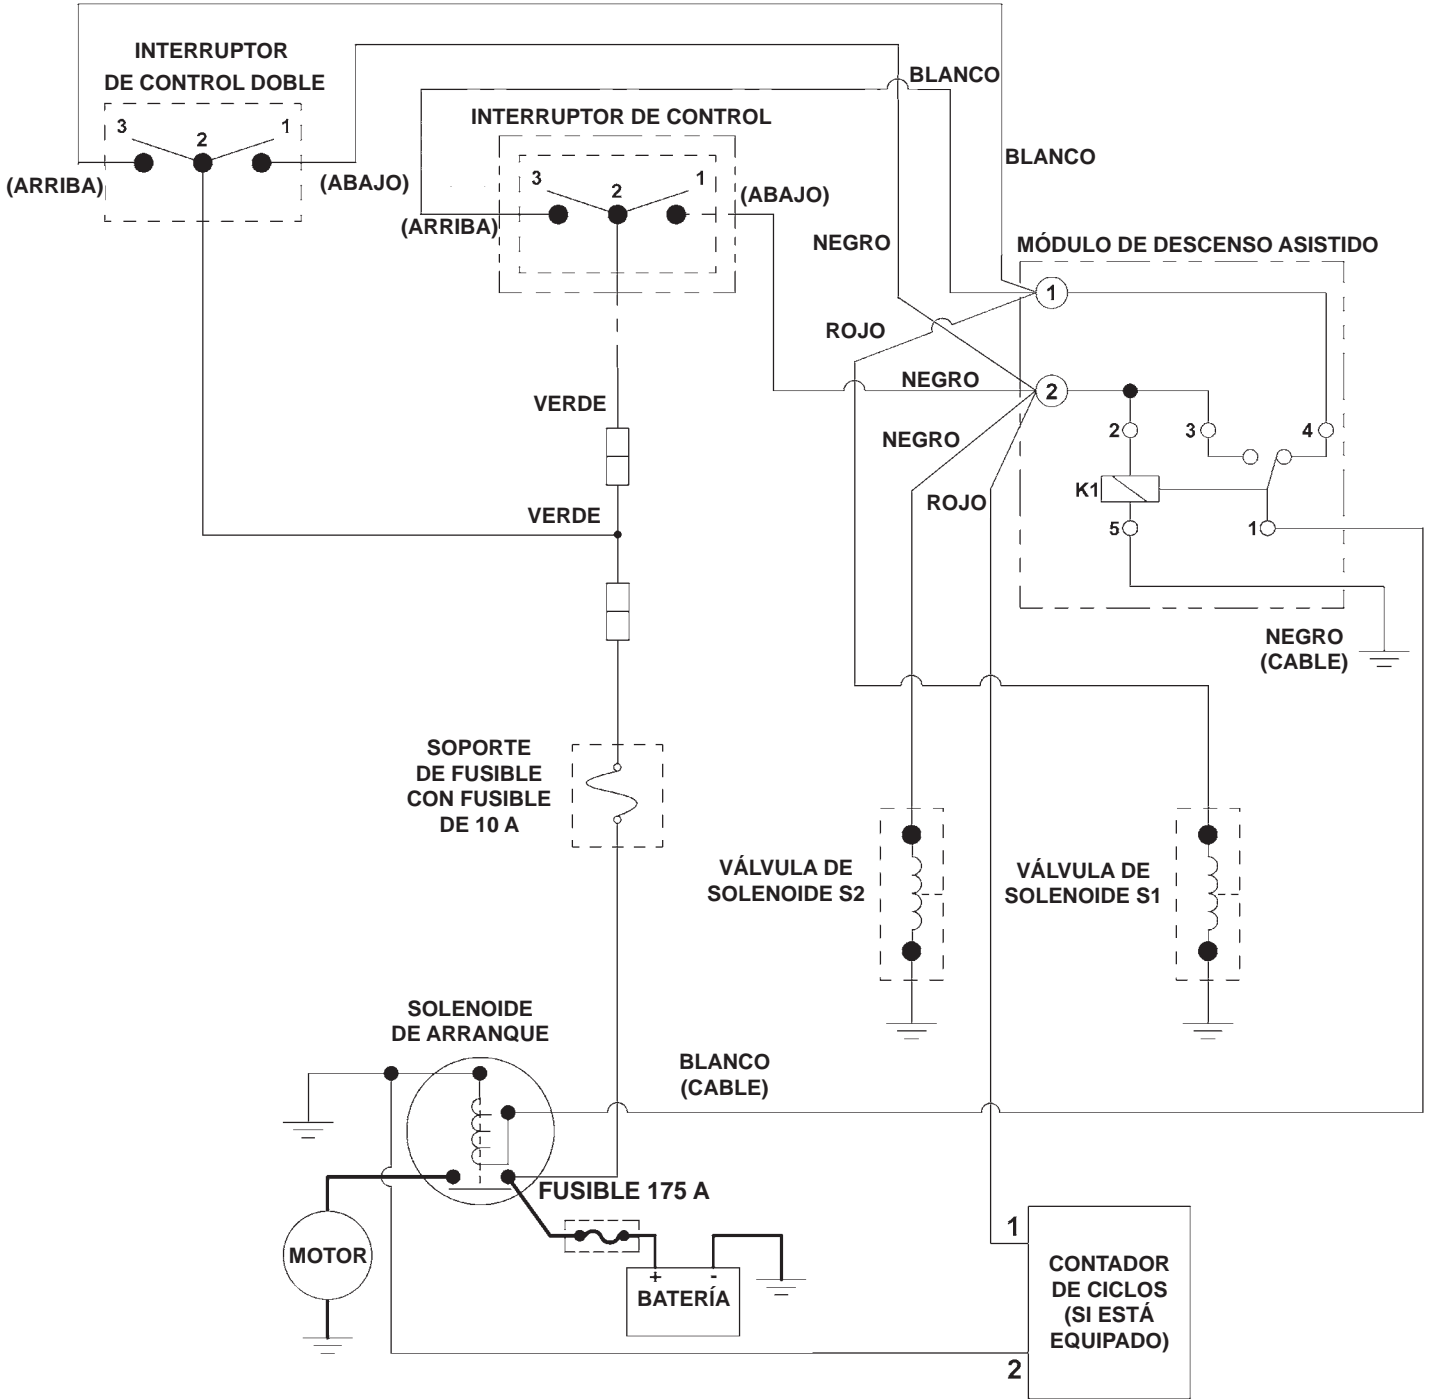 INTERRUPTOR
DE CONTROL DOBLE
3
2
1
(ARRIBA)
(ABAJO)
INTERRUPTOR DE CONTROL
3
2
1
(ARRIBA)
(ABAJO)
BLANCO
BLANCO
NEGRO
MÓDULO DE DESCENSO ASISTIDO
1
ROJO
NEGRO
2
NEGRO
ROJO
2
3
4
K1
5
1
NEGRO
(CABLE)
VERDE
VERDE
SOPORTE
DE FUSIBLE
CON FUSIBLE
DE 10 A
VÁLVULA DE
SOLENOIDE S2
VÁLVULA DE
SOLENOIDE S1
SOLENOIDE
DE ARRANQUE
BLANCO
(CABLE)
FUSIBLE 175 A
MOTOR
+
-
BATERÍA
1
CONTADOR
DE CICLOS
(SI ESTÁ
EQUIPADO)
2